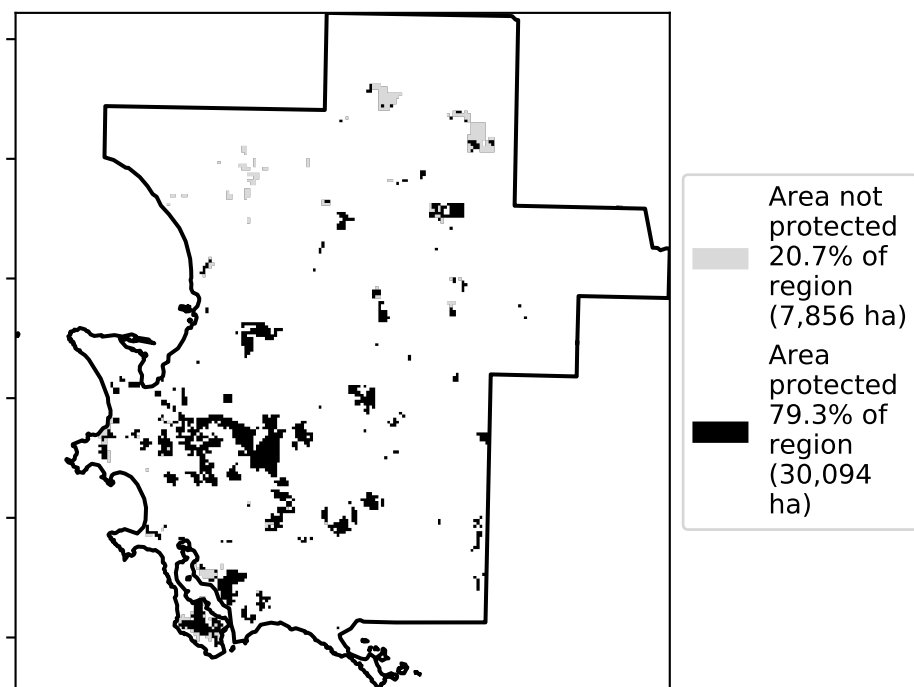 Area not
protected
20.7% of
region
(7,856 ha)
Area
protected
79.3% of
region
(30,094
ha)